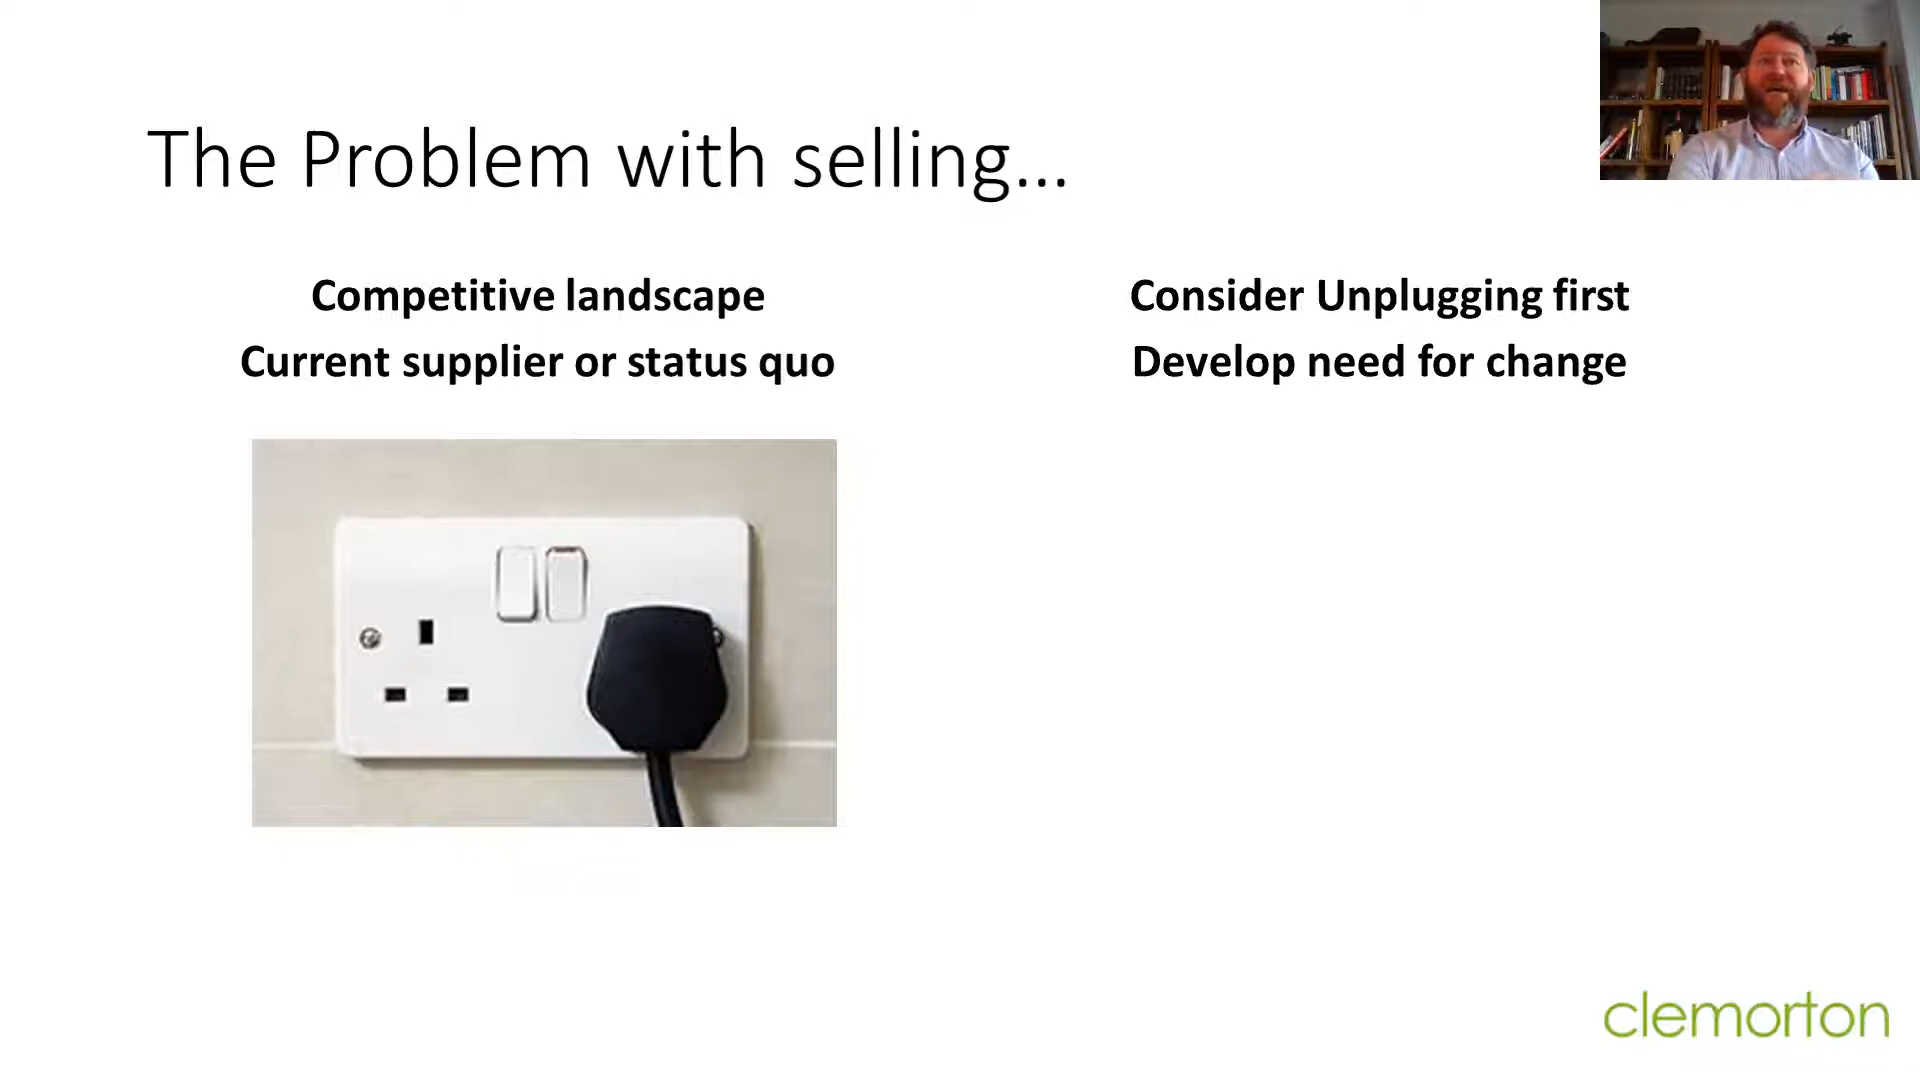 The Problem with selling...
Competitive landscape
Current supplier or status quo
Consider Unplugging first
Develop need for change
clemorton